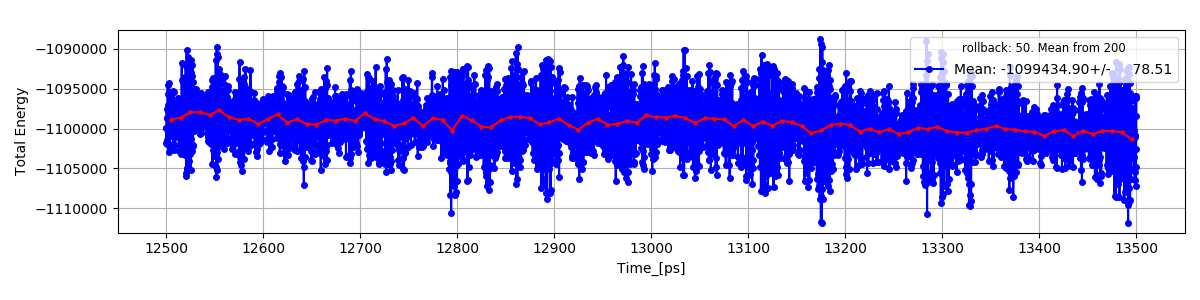 rollback: 50. Mean from 200
Mean: -1099434.90+/- 78.51
Total Energy
−1090000
−1095000
−1100000
−1105000
−1110000
12500 12600 12700 12800 12900 13000 13100 13200 13300 13400 13500
Time_[ps]